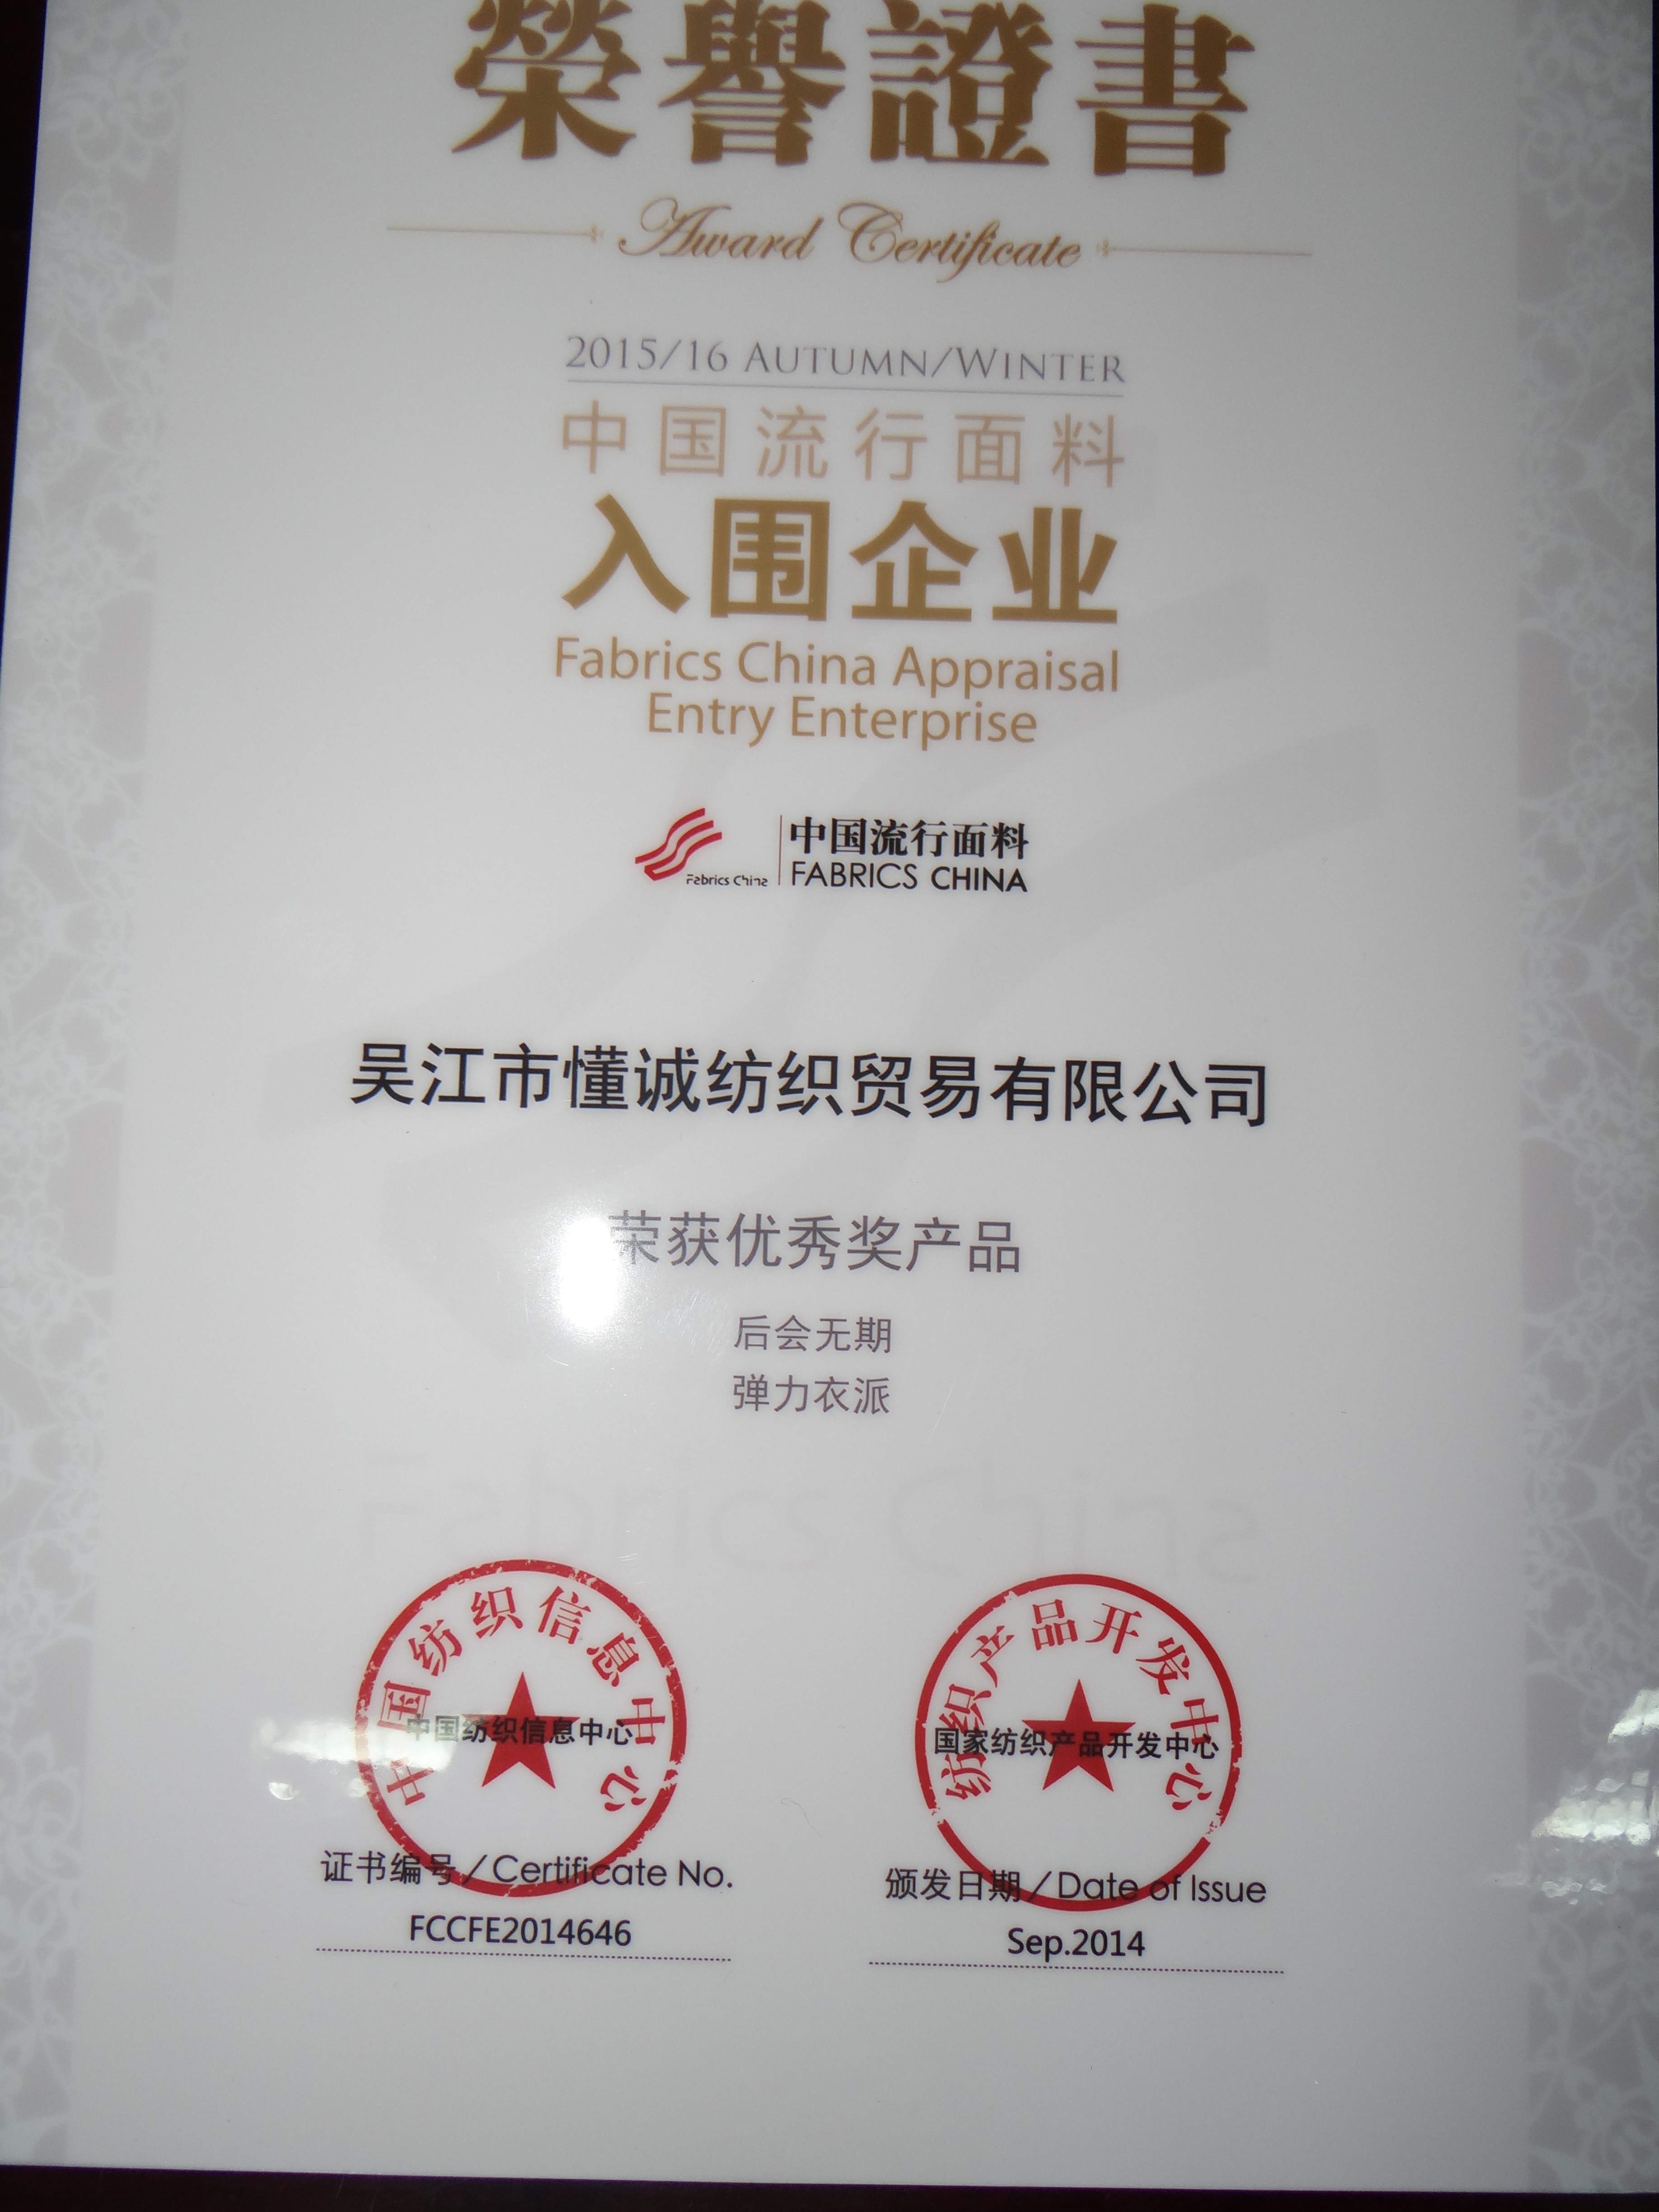 榮譽證書
Award Certificate
2015/16 AUTUMN/WINTER
中国流行面料
入围企业
Fabrics China Appraisal
Entry Enterprise
Fabrics China
中国流行面料
FABRICS CHINA
吴江市懂诚纺织贸易有限公司
荣获优秀奖产品
后会无期
弹力衣派
Fabrics China
中国纺织信息中心
中国纺织信息中心
纺织产品开发中心
国家纺织产品开发中心
证书编号/Certificate No.
FCCFE2014646
颁发日期/Date of Issue
Sep.2014